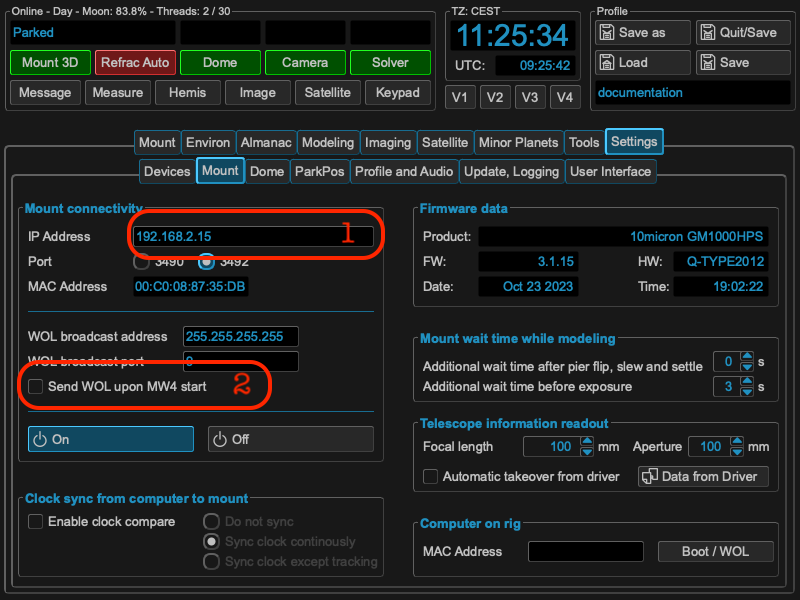 Online - Day - Moon: 83.8% - Threads: 2 / 30
Parked
Mount 3D Refrac Auto Dome Camera Solver
Message Measure Hemis Image Satellite Keypad
TZ: CEST
11:25:34
UTC: 09:25:42
V1 V2 V3 V4
Profile
Save as Quit/Save
Load Save
documentation
Mount Environ Almanac Modeling Imaging Satellite Minor Planets Tools Settings
Devices Mount Dome ParkPos Profile and Audio Update, Logging User Interface
Mount connectivity
IP Address 192.168.2.15 1
Port 3490 3492
MAC Address 00:C0:08:87:35:DB
WOL broadcast address 255.255.255.255
WOL broadcast port 9
Send WOL upon MW4 start 2
On Off
Clock sync from computer to mount
Enable clock compare Do not sync
Sync clock continously
Sync clock except tracking
Firmware data
Product: 10micron GM1000HPS
FW: 3.1.15 HW: Q-TYPE2012
Date: Oct 23 2023 Time: 19:02:22
Mount wait time while modeling
Additional wait time after pier flip, slew and settle 0 s
Additional wait time before exposure 3 s
Telescope information readout
Focal length 100 mm Aperture 100 mm
Automatic takeover from driver Data from Driver
Computer on rig
MAC Address Boot / WOL